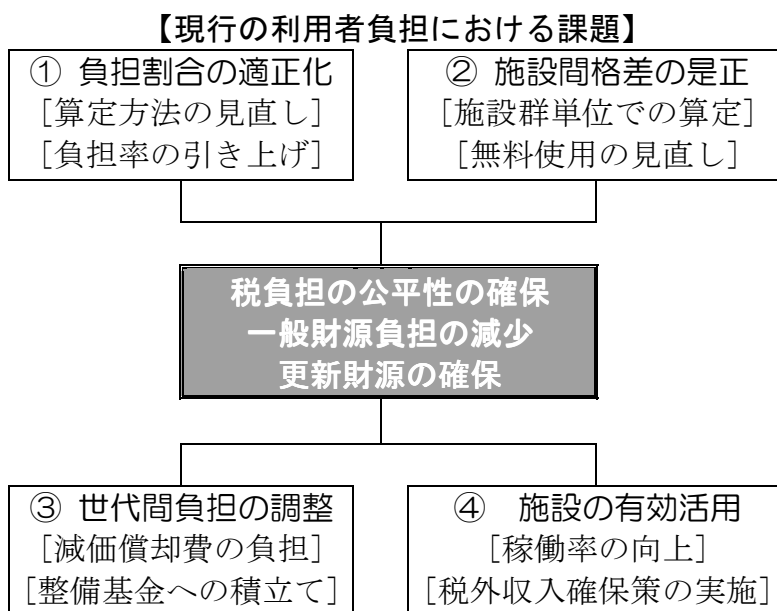 【現行の利用者負担における課題】
① 負担割合の適正化
[算定方法の見直し]
[負担率の引き上げ]
② 施設間格差の是正
[施設群単位での算定]
[無料使用の見直し]
税負担の公平性の確保
一般財源負担の減少
更新財源の確保
③ 世代間負担の調整
[減価償却費の負担]
[整備基金への積立て]
④ 施設の有効活用
[稼働率の向上]
[税外収入確保策の実施]